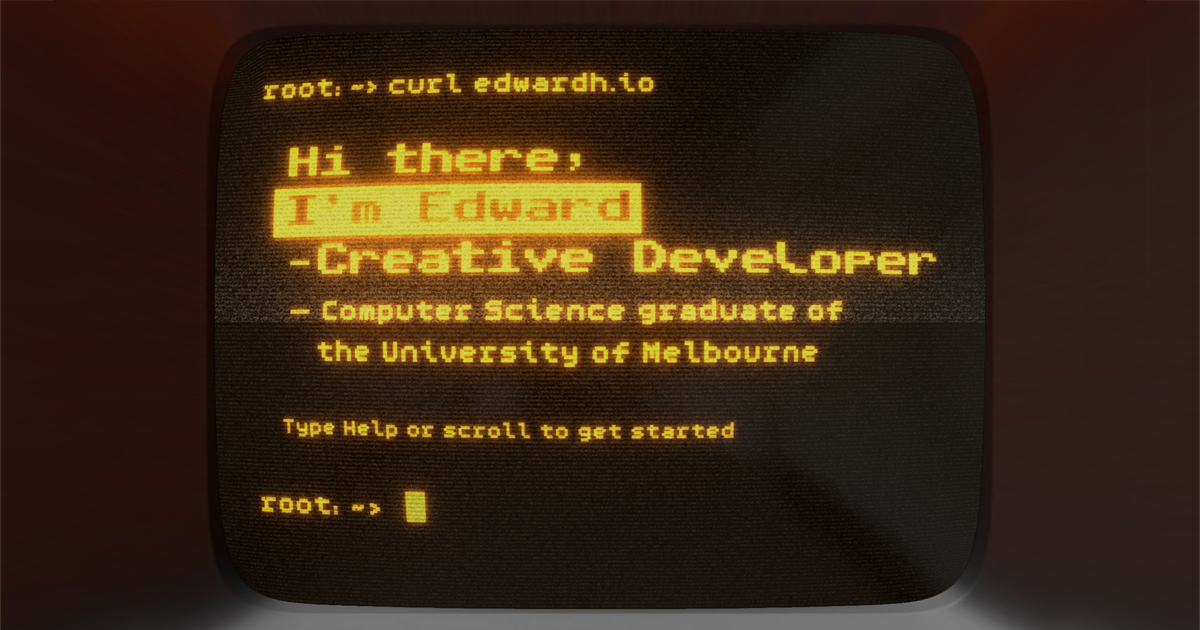 root: ~> curl edwardh.io
Hi there,
I'm Edward
-Creative Developer
— Computer Science graduate of
the University of Melbourne
Type Help or scroll to get started
root: ~>